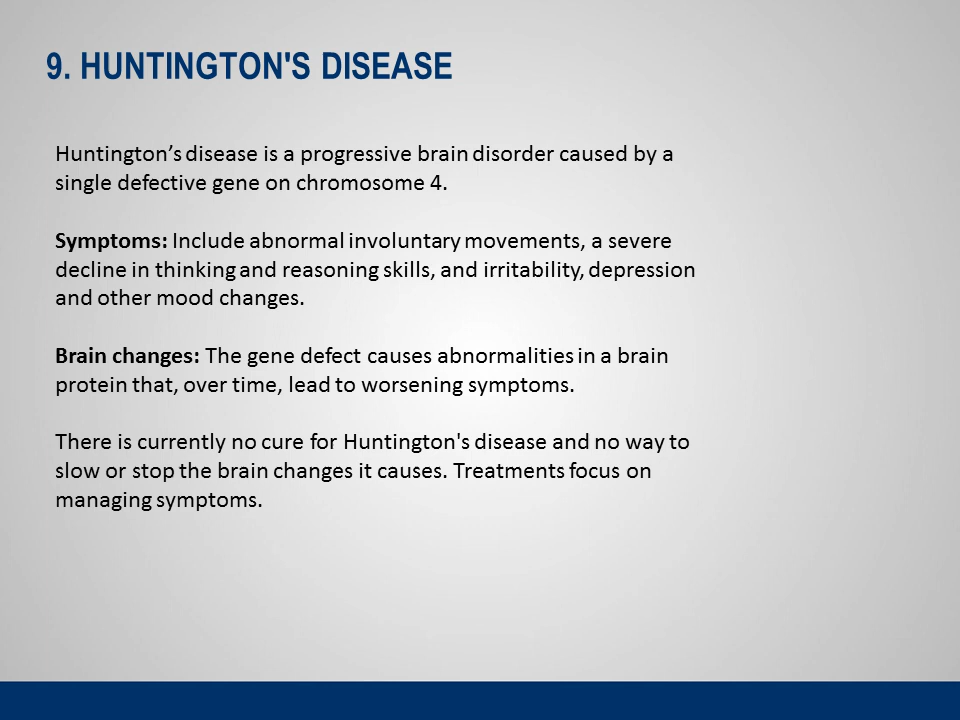 9. HUNTINGTON'S DISEASE
Huntington’s disease is a progressive brain disorder caused by a
single defective gene on chromosome 4.
Symptoms: Include abnormal involuntary movements, a severe
decline in thinking and reasoning skills, and irritability, depression
and other mood changes.
Brain changes: The gene defect causes abnormalities in a brain
protein that, over time, lead to worsening symptoms.
There is currently no cure for Huntington's disease and no way to
slow or stop the brain changes it causes. Treatments focus on
managing symptoms.